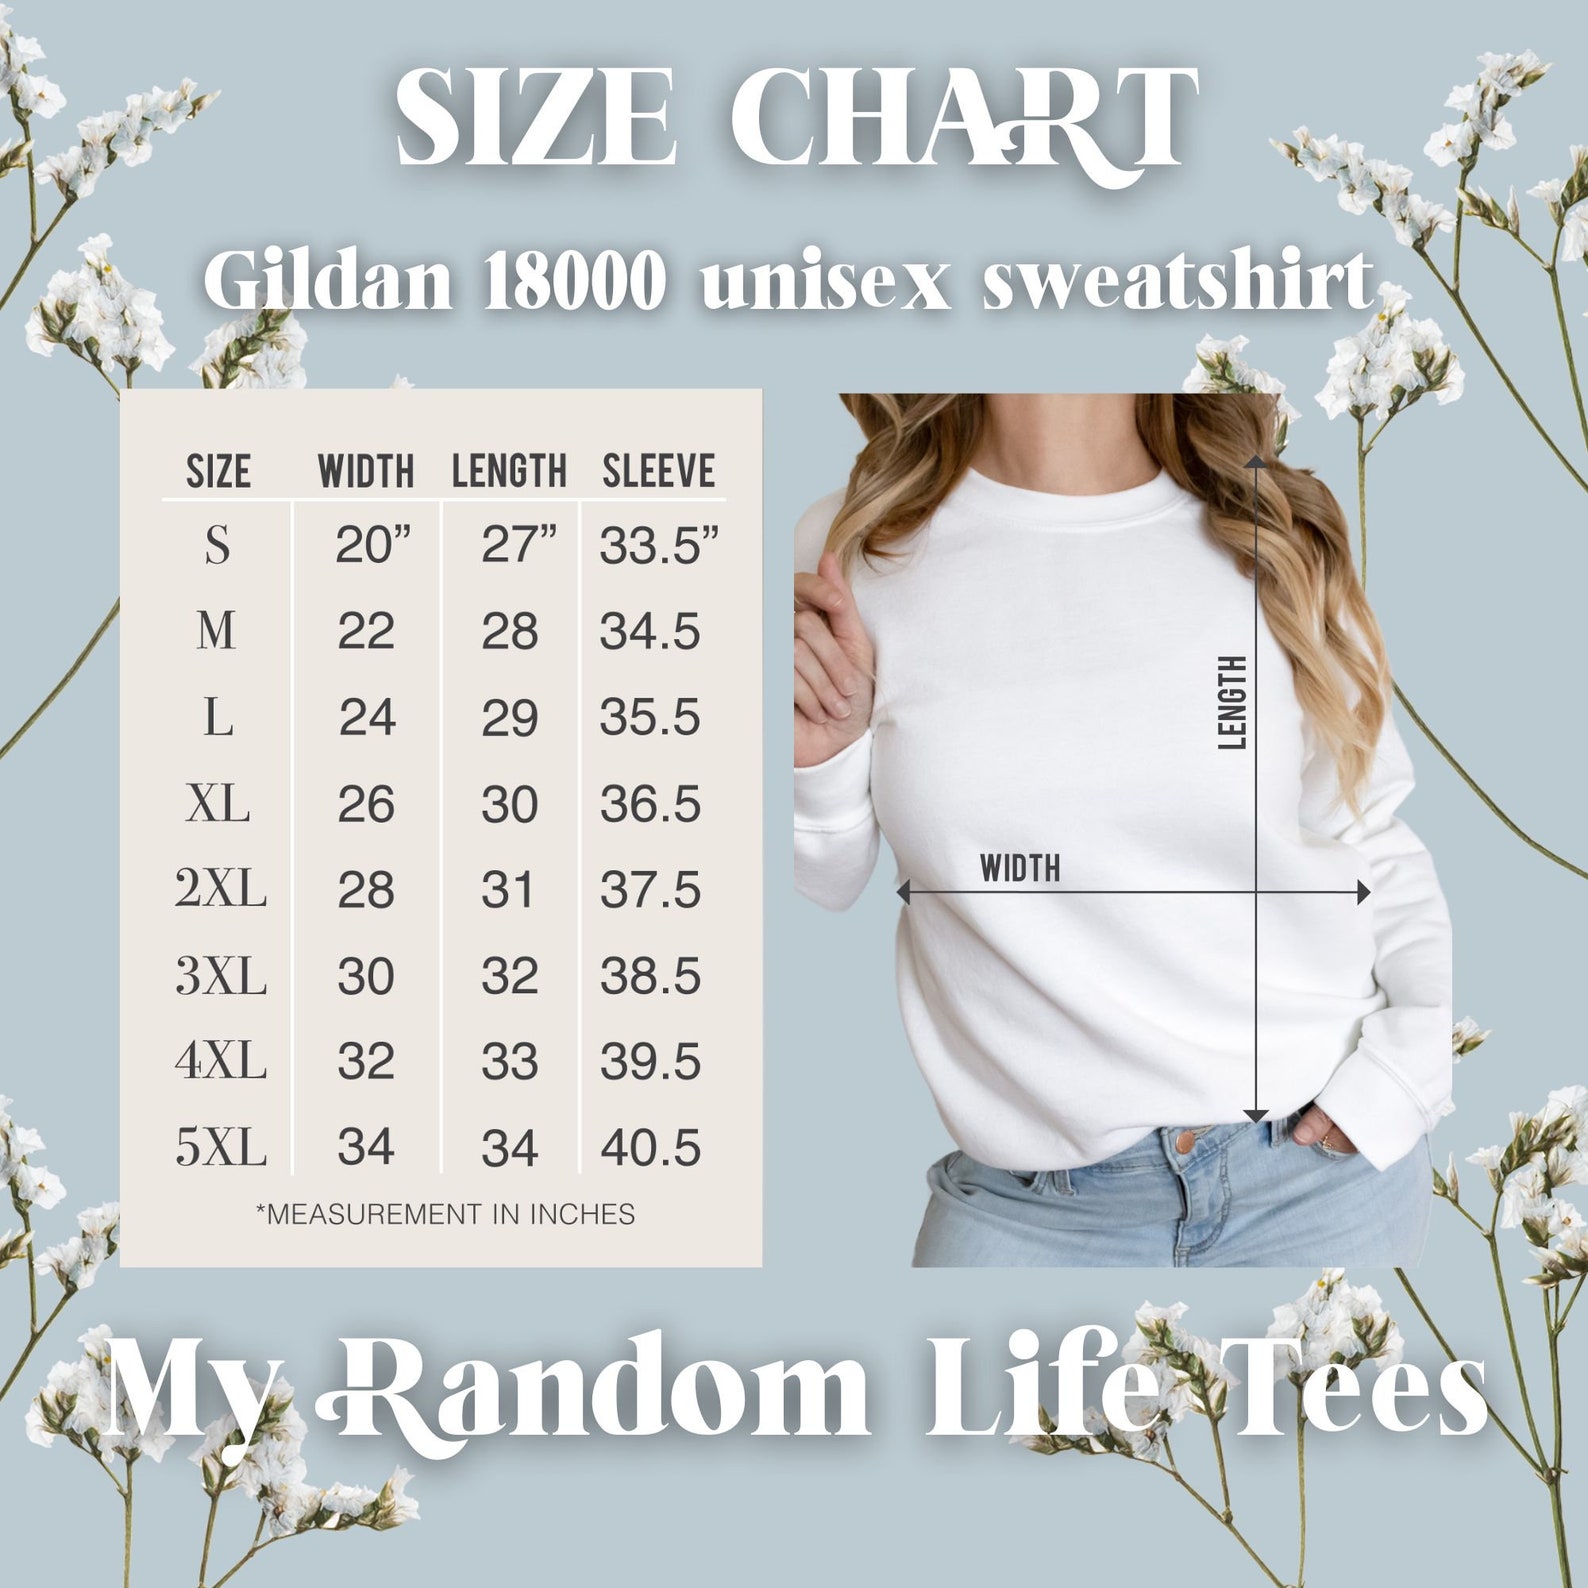 SIZE CHART
Gildan 18000 unisex sweatshirt
SIZE WIDTH LENGTH SLEEVE
S 20” 27” 33.5”
M 22 28 34.5
L 24 29 35.5
XL 26 30 36.5
2XL 28 31 37.5
3XL 30 32 38.5
4XL 32 33 39.5
5XL 34 34 40.5
*MEASUREMENT IN INCHES
LENGTH
WIDTH
My Random Life Tees